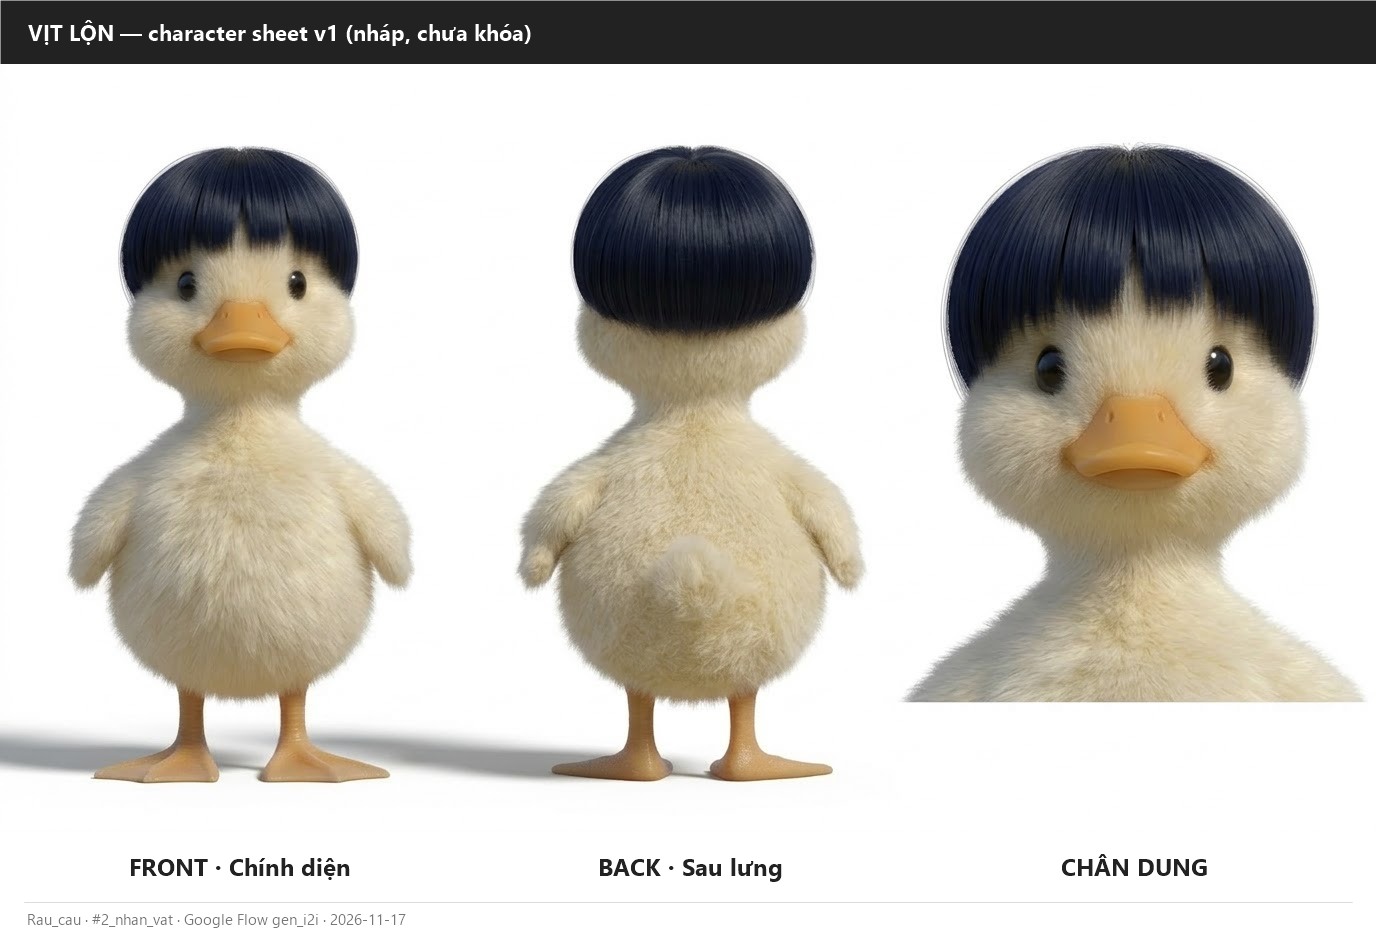 VỊT LỘN — character sheet v1 (nháp, chưa khóa)
FRONT · Chính diện
BACK · Sau lưng
CHÂN DUNG
Rau_cau · #2_nhan_vat · Google Flow gen_i2i · 2026-11-17